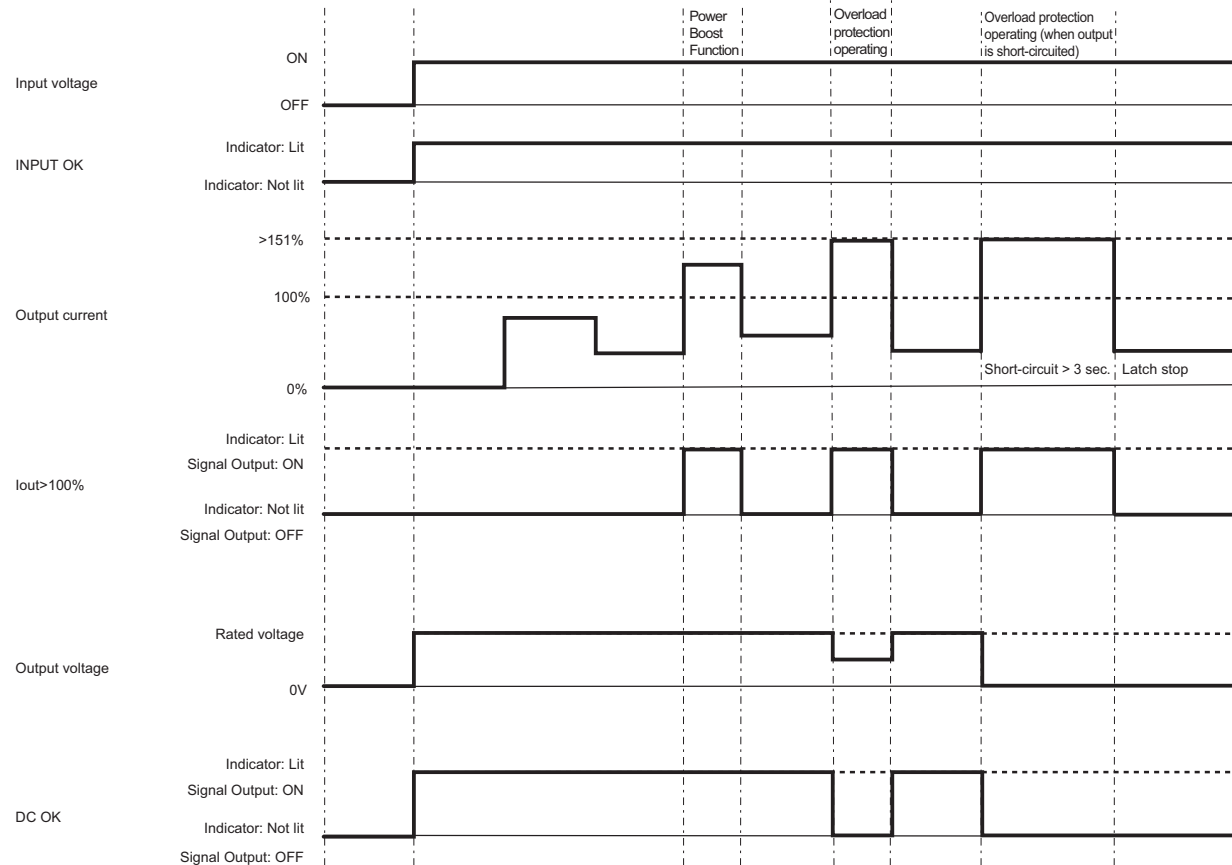 Power
Boost
Function
Overload
protection
operating
Overload protection
operating (when output
is short-circuited)
ON
Input voltage
OFF
Indicator: Lit
INPUT OK
Indicator: Not lit
>151%
100%
Output current
Short-circuit > 3 sec. Latch stop
0%
Indicator: Lit
Signal Output: ON
Iout>100%
Indicator: Not lit
Signal Output: OFF
Rated voltage
Output voltage
0V
Indicator: Lit
Signal Output: ON
DC OK
Indicator: Not lit
Signal Output: OFF